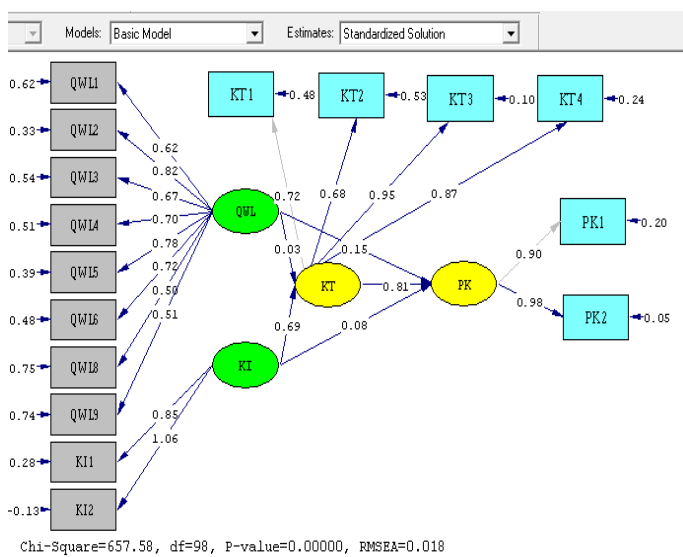 Models: Basic Model Estimates: Standardized Solution
0.62 QWL1 KT1 0.48 KT2 0.53 KT3 0.10 KT4 0.24
0.33 QWL2
0.62
0.82
0.54 QWL3 0.67
0.72 0.68 0.95 0.87
0.51 QWL4 0.70 QWL PK1 0.20
0.78
0.03 0.15 0.90
0.39 QWL5 0.72
KT 0.81 PK
0.50
0.98
0.48 QWL6 0.51 0.69 0.08 PK2 0.05
0.75 QWL8 KI
0.74 QWL9 0.85
1.06
0.28 KI1
-0.13 KI2
Chi-Square=657.58, df=98, P-value=0.00000, RMSEA=0.018